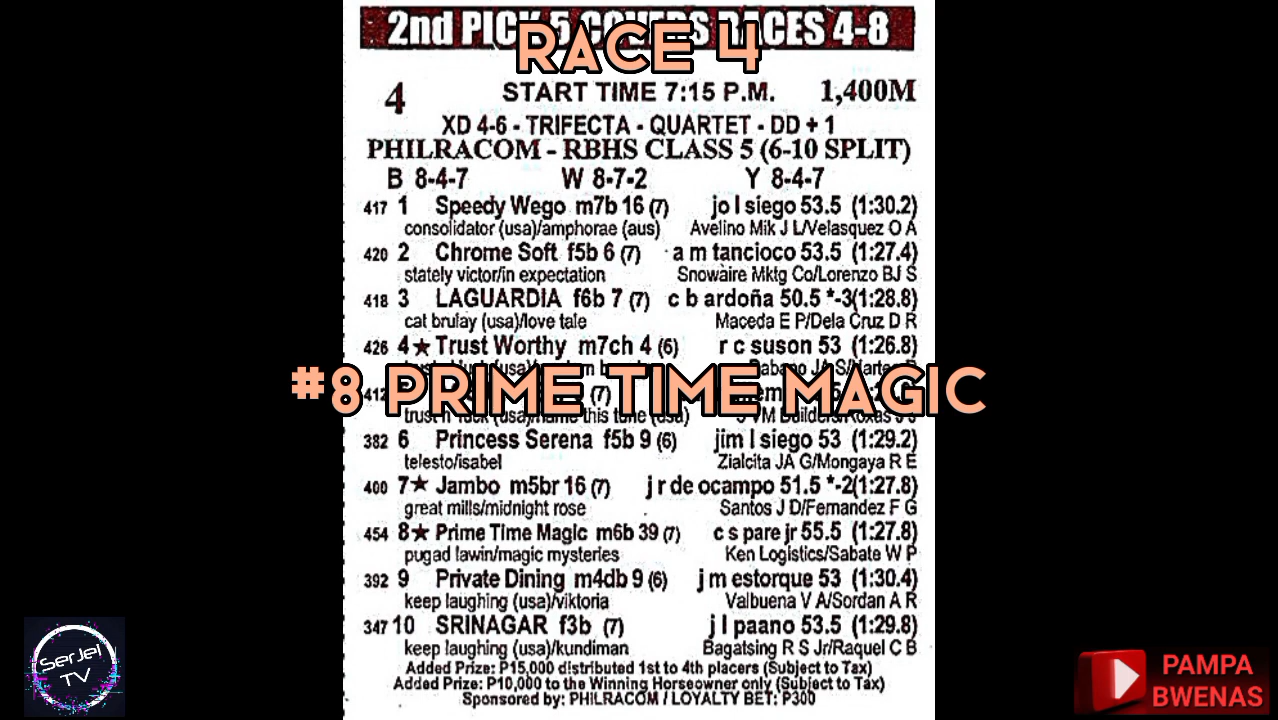 2nd PICK 5 COVERS RACES 4-8
RACE 4
4 START TIME 7:15 P.M. 1,400M
XD 4-6 - TRIFECTA - QUARTET - DD + 1
PHILRACOM - RBHS CLASS 5 (6-10 SPLIT)
B 8-4-7 W 8-7-2 Y 8-4-7
417 1 Speedy Wego m7b 16 (7) jo l siego 53.5 (1:30.2)
consolidator (usa)/amphorae (aus) Avelino Mik J L/Velasquez O A
420 2 Chrome Soft f5b 6 (7) a m tancioco 53.5 (1:27.4)
stately victor/in expectation Snowaire Mktg Co/Lorenzo BJ S
418 3 LAGUARDIA f6b 7 (7) c b ardoña 50.5 *-3(1:28.8)
cat brulay (usa)/love tale Maceda E P/Dela Cruz D R
426 4★ Trust Worthy m7ch 4 (6) r c suson 53 (1:26.8)
#8 PRIME TIME MAGIC
412 (7)
trust n luck (usa)/name this tune (usa) VM Builders/Roxas J S
382 6 Princess Serena f5b 9 (6) jim l siego 53 (1:29.2)
telesto/isabel Zialcita JA G/Mongaya R E
400 7★ Jambo m5br 16 (7) j r de ocampo 51.5 *-2(1:27.8)
great mills/midnight rose Santos J D/Fernandez F G
454 8★ Prime Time Magic m6b 39 (7) c s pare jr 55.5 (1:27.8)
pugad lawin/magic mysteries Ken Logistics/Sabate W P
392 9 Private Dining m4db 9 (6) j m estorque 53 (1:30.4)
keep laughing (usa)/viktoria Valbuena V A/Sordan A R
347 10 SRINAGAR f3b (7) j l paano 53.5 (1:29.8)
keep laughing (usa)/kundiman Bagatsing R S Jr/Raquel C B
Added Prize: P15,000 distributed 1st to 4th placers (Subject to Tax)
Added Prize: P10,000 to the Winning Horseowner only (Subject to Tax)
Sponsored by: PHILRACOM / LOYALTY BET: P300
SerJel
TV
PAMPA
BWENAS